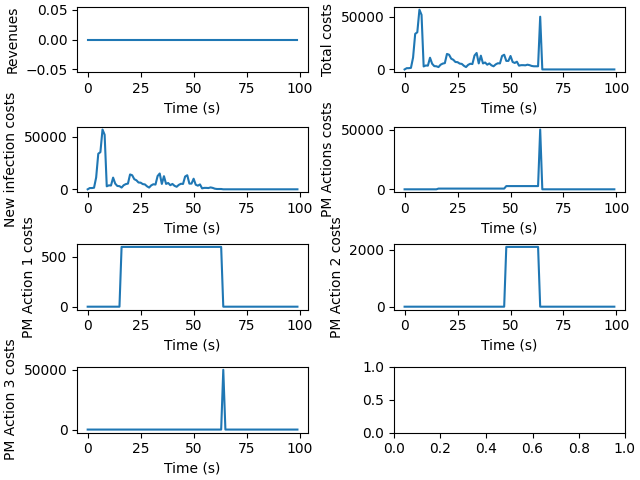 Revenues
0.05
0.00
−0.05
0 25 50 75 100
Time (s)
Total costs
50000
0
0 25 50 75 100
Time (s)
New infection costs
50000
0
0 25 50 75 100
Time (s)
PM Actions costs
50000
0
0 25 50 75 100
Time (s)
PM Action 1 costs
500
0
0 25 50 75 100
Time (s)
PM Action 2 costs
2000
0
0 25 50 75 100
Time (s)
PM Action 3 costs
50000
0
0 25 50 75 100
Time (s)
1.0
0.5
0.0
0.0 0.2 0.4 0.6 0.8 1.0